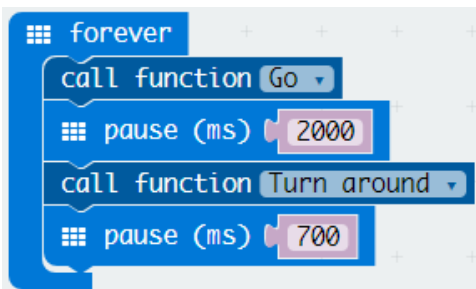 forever
call function Go
pause (ms) 2000
call function Turn around
pause (ms) 700